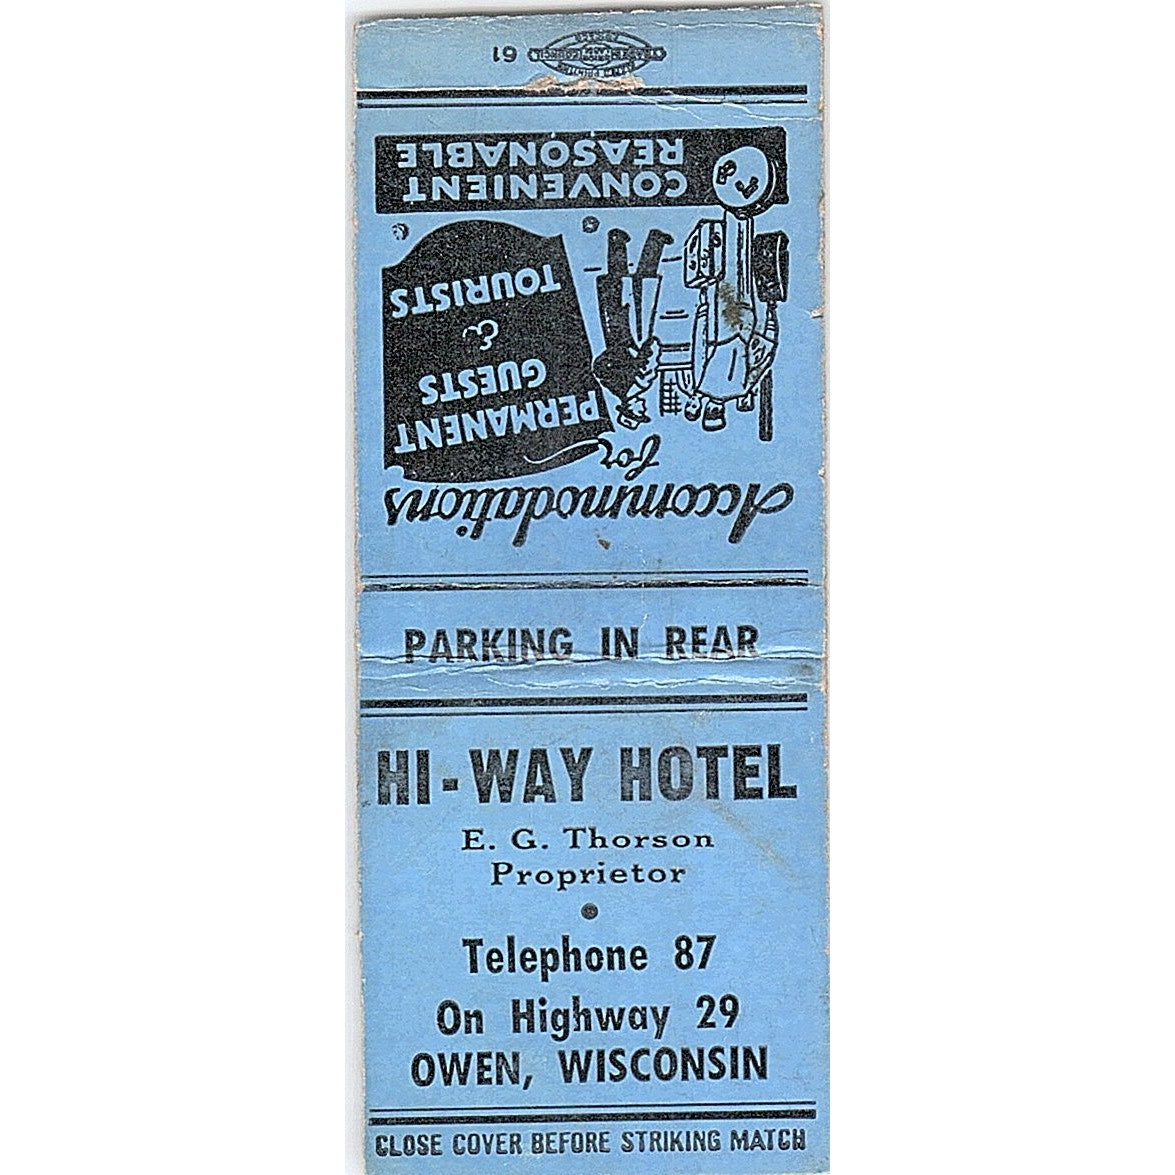 Accommodations
for
PERMANENT
GUESTS
&
TOURISTS
CONVENIENT
REASONABLE
61
PARKING IN REAR
HI-WAY HOTEL
E. G. Thorson
Proprietor
Telephone 87
On Highway 29
OWEN, WISCONSIN
CLOSE COVER BEFORE STRIKING MATCH